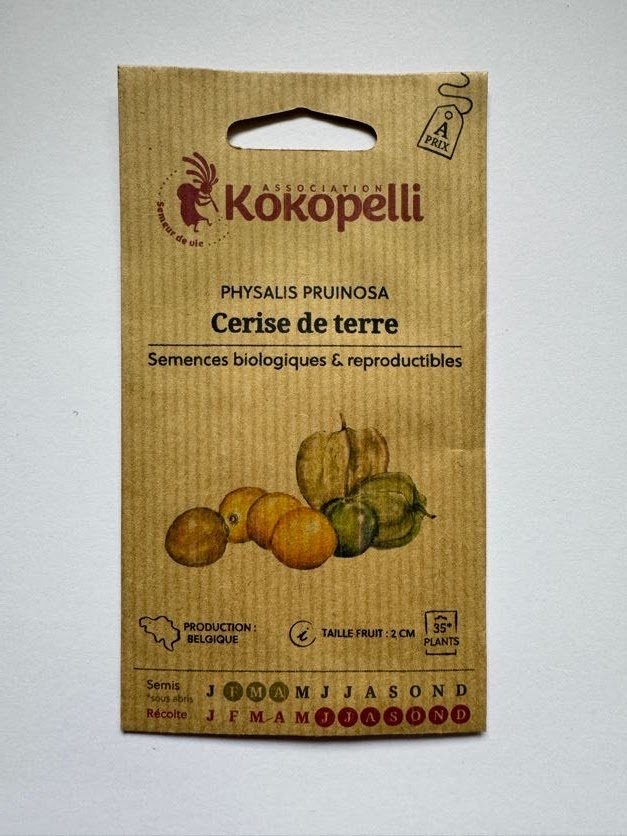 A
PRIX
ASSOCIATION
Kokopelli
Semeur de vie
PHYSALIS PRUINOSA
Cerise de terre
Semences biologiques & reproductibles
PRODUCTION :
BELGIQUE
i TAILLE FRUIT : 2 CM
35*
PLANTS
Semis J F M A M J J A S O N D
*sous abris
Récolte J F M A M J J A S O N D